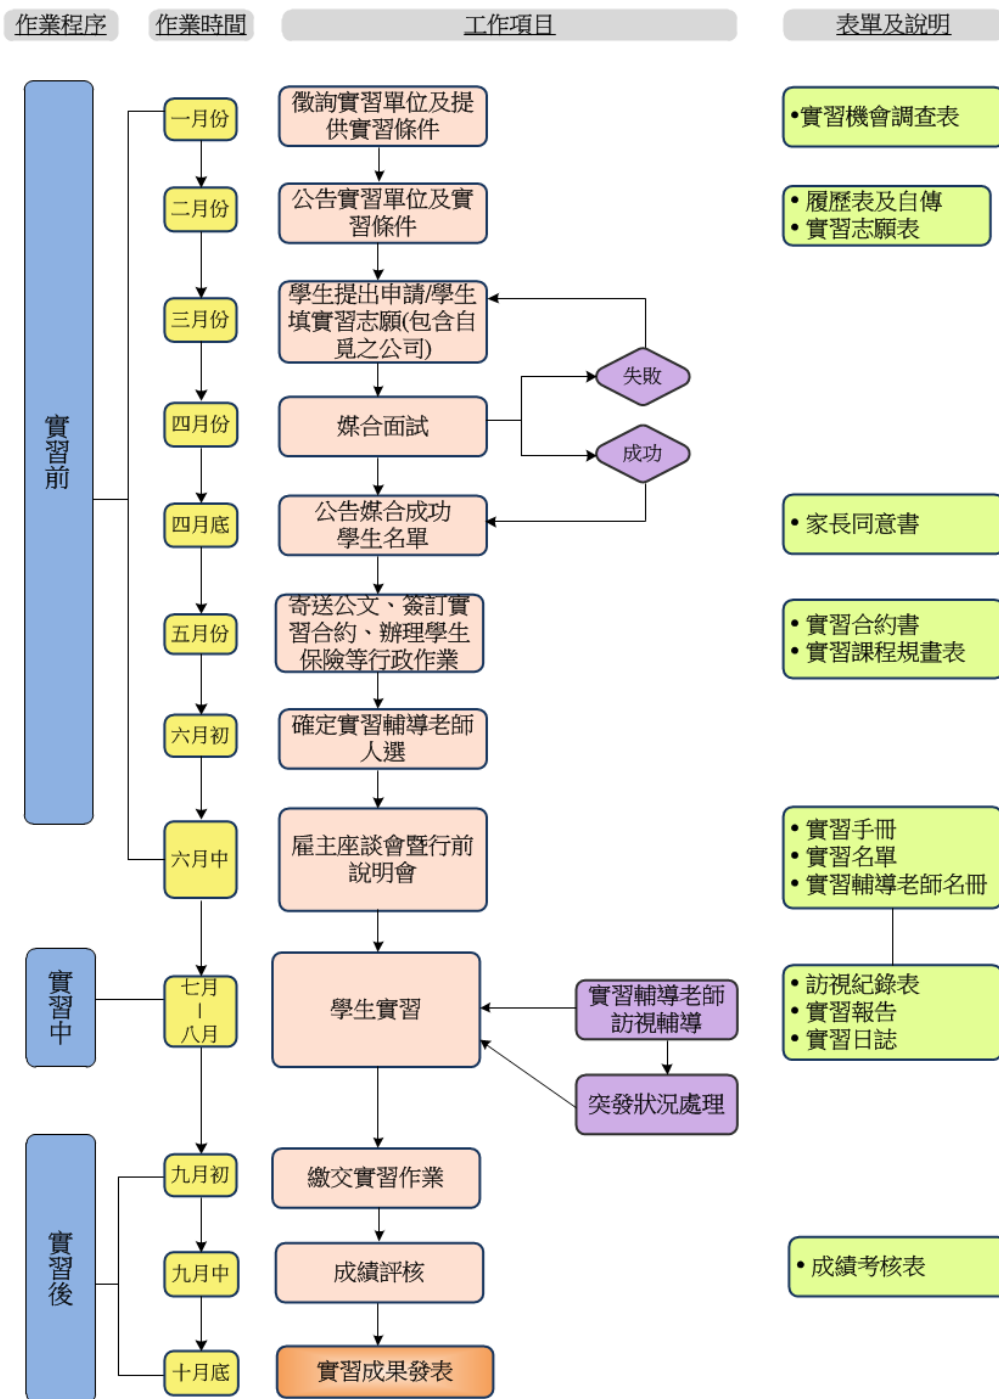 作業程序
作業時間
工作項目
表單及說明
實習前
一月份
徵詢實習單位及提
供實習條件
•實習機會調查表
二月份
公告實習單位及實
習條件
• 履歷表及自傳
• 實習志願表
三月份
學生提出申請/學生
填實習志願(包含自
覓之公司)
失敗
四月份
媒合面試
成功
四月底
公告媒合成功
學生名單
• 家長同意書
五月份
寄送公文、簽訂實
習合約、辦理學生
保險等行政作業
• 實習合約書
• 實習課程規畫表
六月初
確定實習輔導老師
人選
六月中
雇主座談會暨行前
說明會
• 實習手冊
• 實習名單
• 實習輔導老師名冊
實習中
七月
|
八月
學生實習
實習輔導老師
訪視輔導
突發狀況處理
• 訪視紀錄表
• 實習報告
• 實習日誌
實習後
九月初
繳交實習作業
九月中
成績評核
• 成績考核表
十月底
實習成果發表